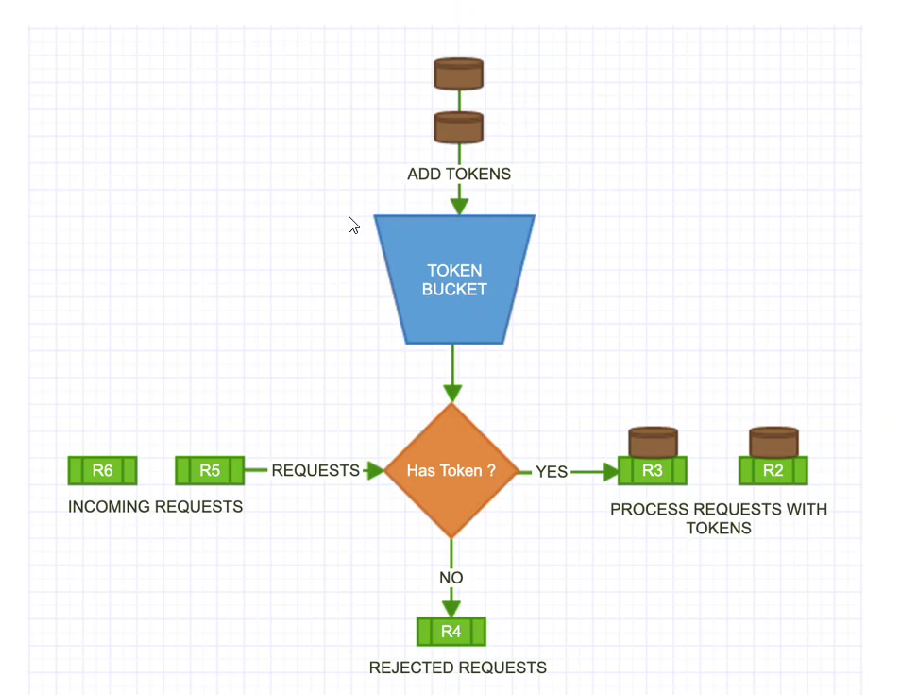 ADD TOKENS
TOKEN
BUCKET
R6
R5
REQUESTS
Has Token ?
YES
R3
R2
INCOMING REQUESTS
PROCESS REQUESTS WITH
TOKENS
NO
R4
REJECTED REQUESTS